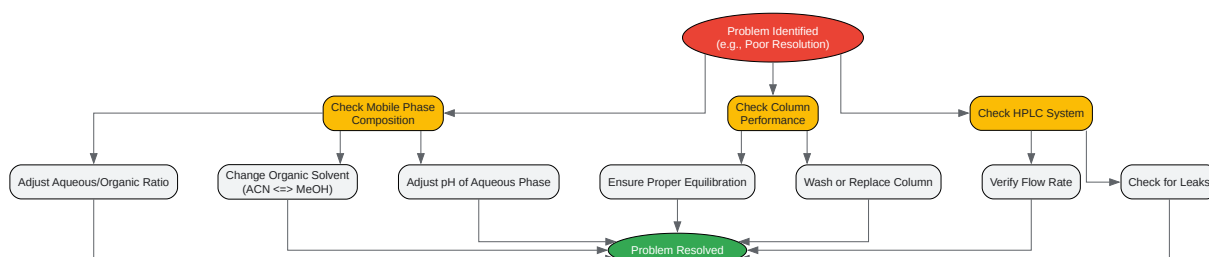 Problem Identified
(e.g., Poor Resolution)
Check Mobile Phase
Composition
Check Column
Performance
Check HPLC System
Adjust Aqueous/Organic Ratio
Change Organic Solvent
(ACN <=> MeOH)
Adjust pH of Aqueous Phase
Ensure Proper Equilibration
Wash or Replace Column
Verify Flow Rate
Check for Leaks
Problem Resolved